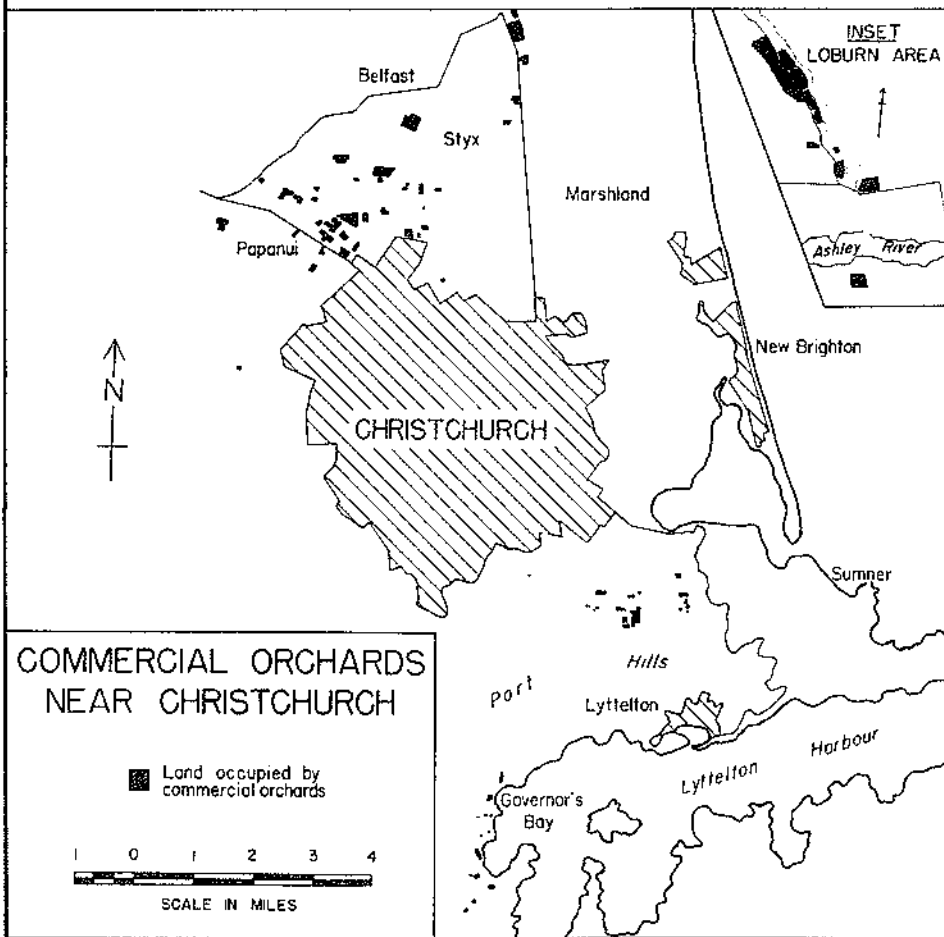 INSET
LOBURN AREA
Belfast
Styx
Marshland
Papanui
Ashley River
New Brighton
N
CHRISTCHURCH
Sumner
COMMERCIAL ORCHARDS
NEAR CHRISTCHURCH
Port Hills
Lyttelton
Lyttelton Harbour
Land occupied by
commercial orchards
Governor's
Bay
1 0 1 2 3 4
SCALE IN MILES